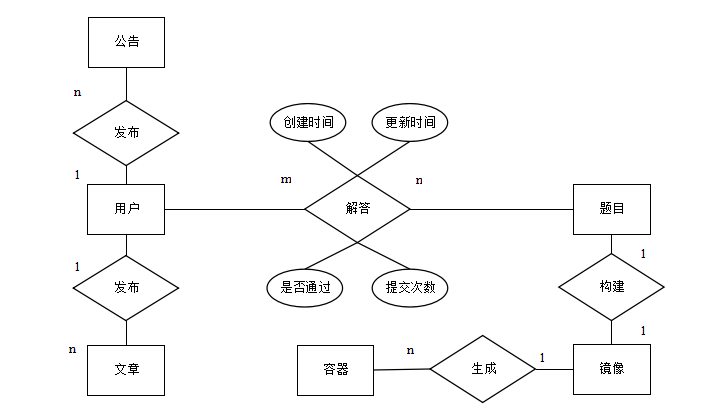 公告
n
发布
创建时间
更新时间
1
m
n
用户
解答
题目
1
1
发布
是否通过
提交次数
构建
n
n
1
1
文章
容器
生成
镜像